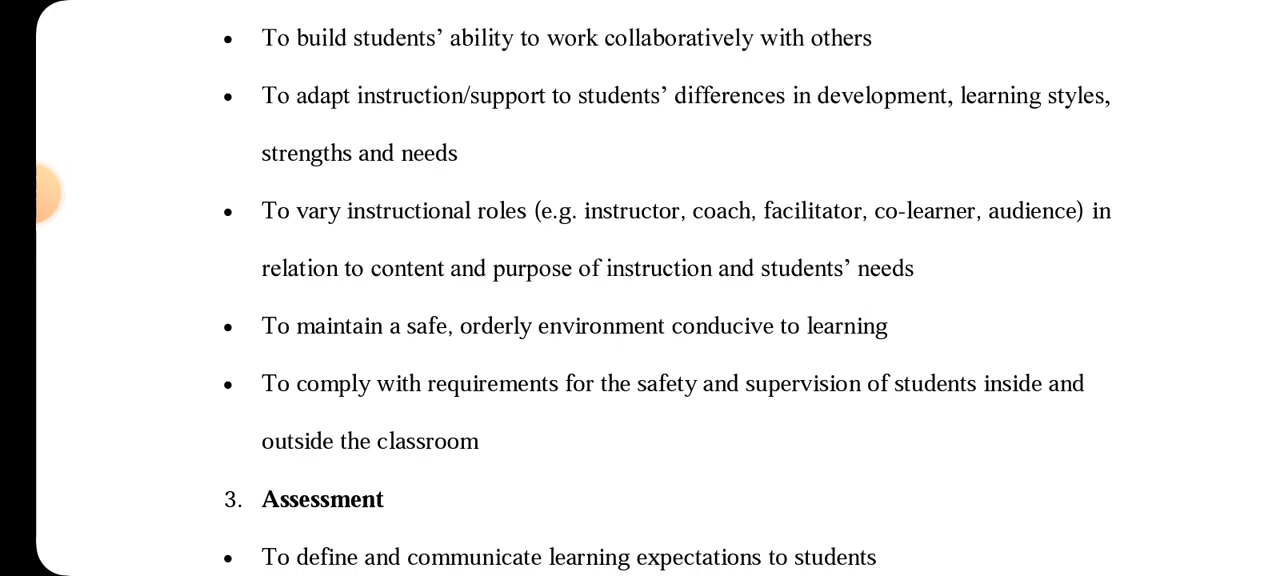 • To build students’ ability to work collaboratively with others
• To adapt instruction/support to students’ differences in development, learning styles,
strengths and needs
• To vary instructional roles (e.g. instructor, coach, facilitator, co-learner, audience) in
relation to content and purpose of instruction and students’ needs
• To maintain a safe, orderly environment conducive to learning
• To comply with requirements for the safety and supervision of students inside and
outside the classroom
3. Assessment
• To define and communicate learning expectations to students